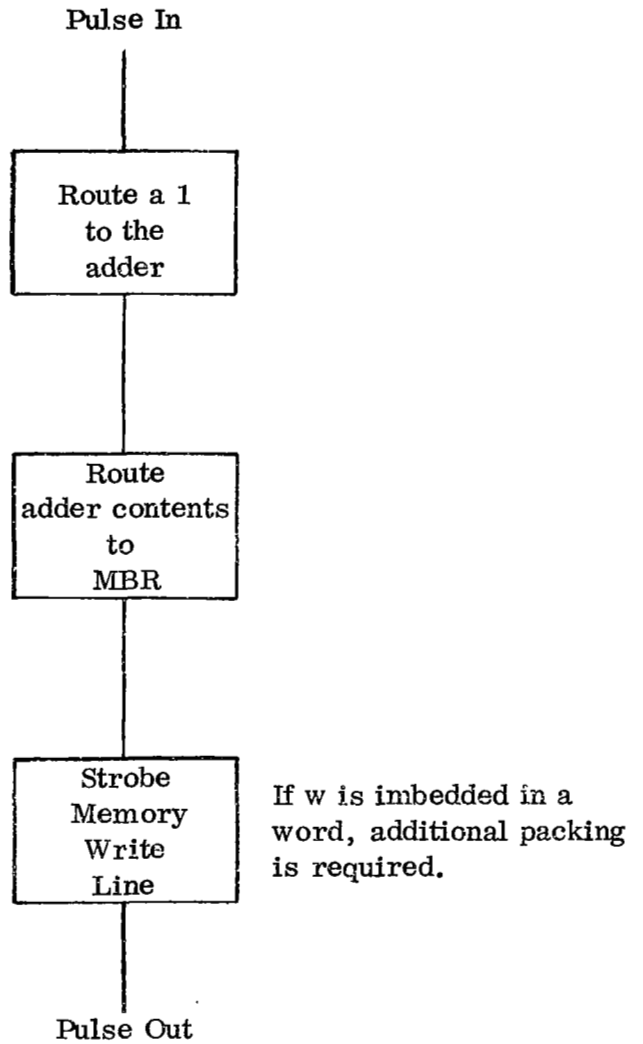 Pulse In
Route a 1
to the
adder
Route
adder contents
to
MBR
Strobe
Memory
Write
Line
If w is imbedded in a
word, additional packing
is required.
Pulse Out